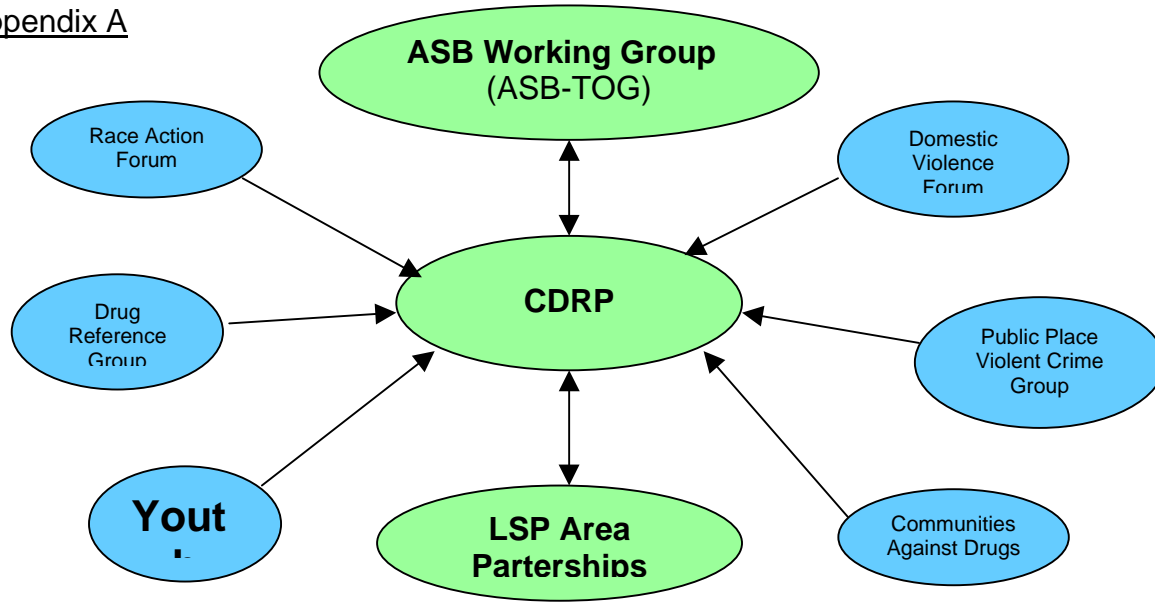 ppendix A
ASB Working Group
(ASB-TOG)
Race Action
Forum
Domestic
Violence
Forum
CDRP
Drug
Reference
Group
Public Place
Violent Crime
Group
Yout
h
LSP Area
Parterships
Communities
Against Drugs